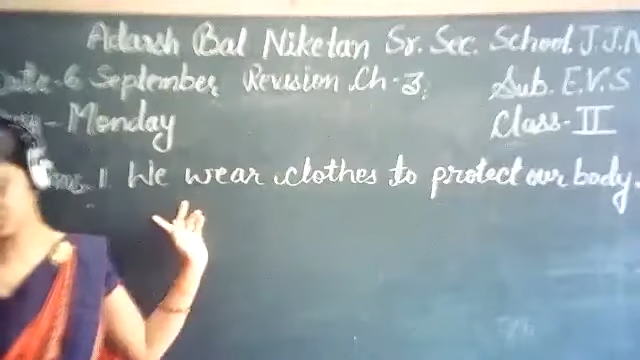 Adarsh Bal Niketan Sr. Sec. School J.J.N
Date - 6 September Revision Ch - 3. Sub. E.V.S
- Monday Class - II
Ans. 1. We wear clothes to protect our body.